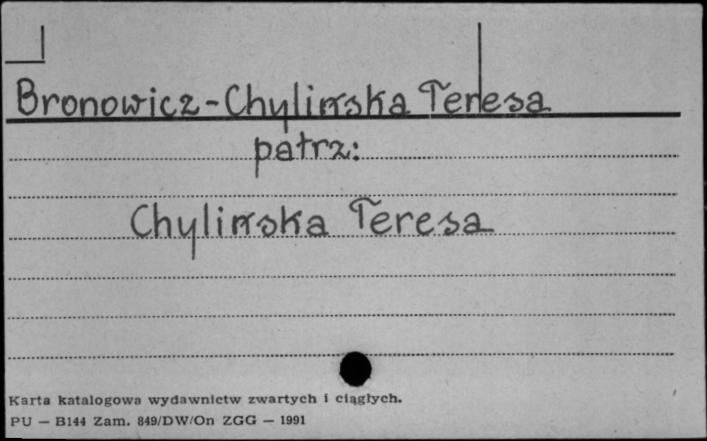 Bronowicz-Chylińska Teresa
patrz:
Chylińska Teresa
Karta katalogowa wydawnictw zwartych i ciągłych.
PU — B144 Zam. 849/DW/On ZGG — 1991